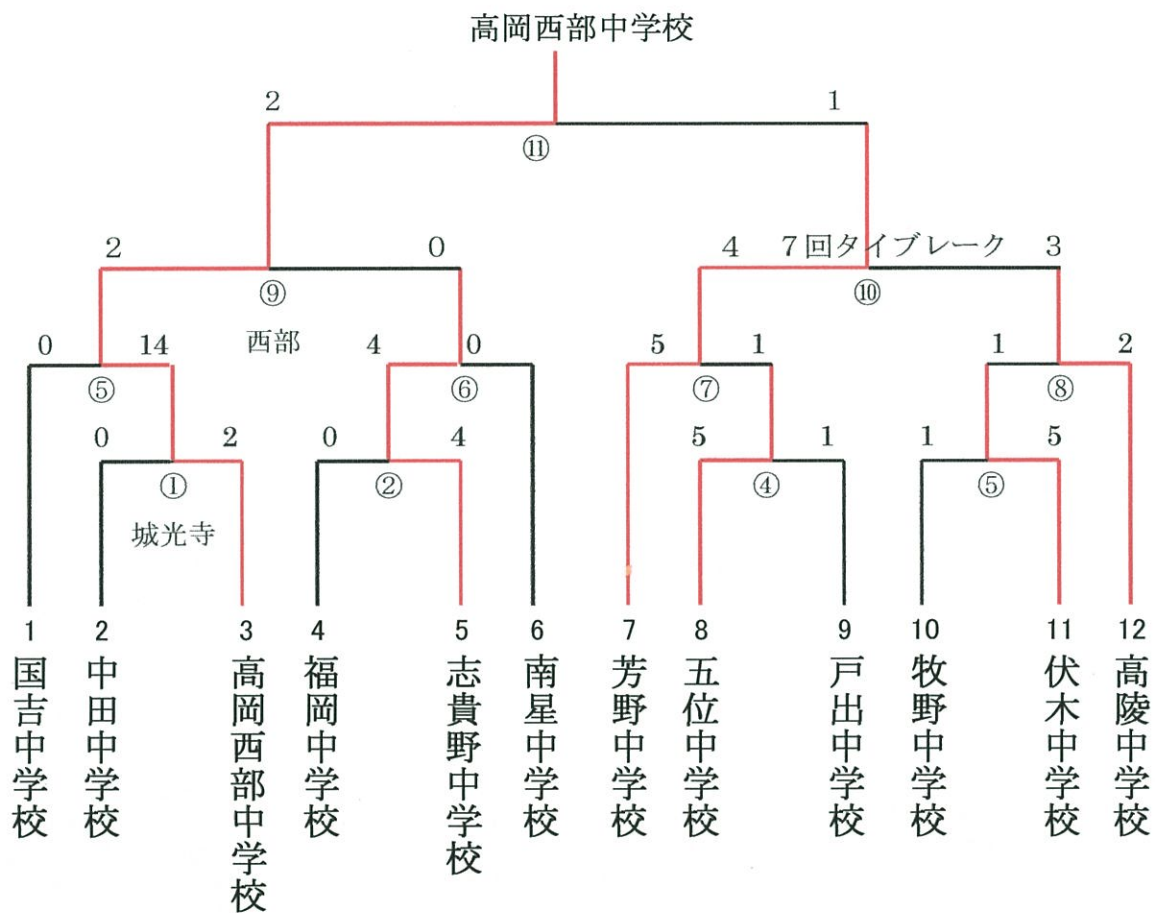 高岡西部中学校
2 1
⑪
2 0 4 7回タイブレーク 3
⑨ ⑩
0 14 西部 4 0 5 1 1 2
⑤ ⑥ ⑦ ⑧
0 2 0 4 5 1 1 5
① ② ④ ⑤
城光寺
1 2 3 4 5 6 7 8 9 10 11 12
国吉中学校
中田中学校
高岡西部中学校
福岡中学校
志貴野中学校
南星中学校
芳野中学校
五位中学校
戸出中学校
牧野中学校
伏木中学校
高陵中学校